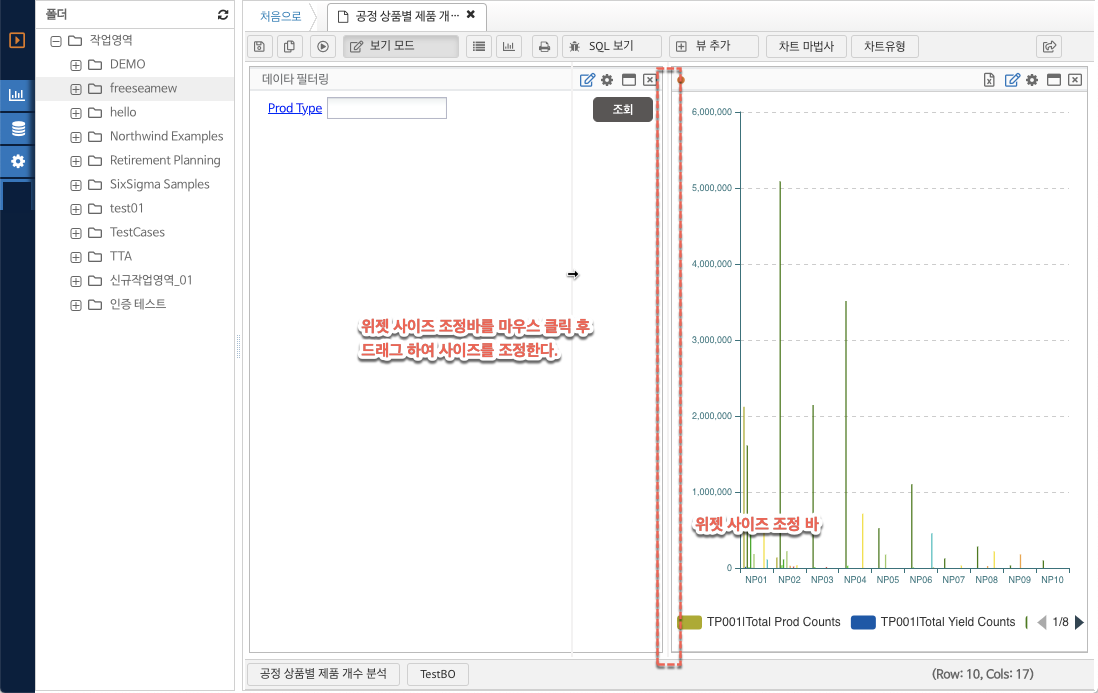 폴더
작업영역
DEMO
freeseamew
hello
Northwind Examples
Retirement Planning
SixSigma Samples
test01
TestCases
TTA
신규작업영역_01
인증 테스트
처음으로
공정 상품별 제품 개···
보기 모드
SQL 보기
뷰 추가
차트 마법사
차트유형
데이타 필터링
Prod Type
조회
위젯 사이즈 조정바를 마우스 클릭 후
드래그 하여 사이즈를 조정한다.
6,000,000
5,000,000
4,000,000
3,000,000
2,000,000
1,000,000
0
위젯 사이즈 조정 바
NP01 NP02 NP03 NP04 NP05 NP06 NP07 NP08 NP09 NP10
TP001|Total Prod Counts TP001|Total Yield Counts 1/8
공정 상품별 제품 개수 분석
TestBO
(Row: 10, Cols: 17)